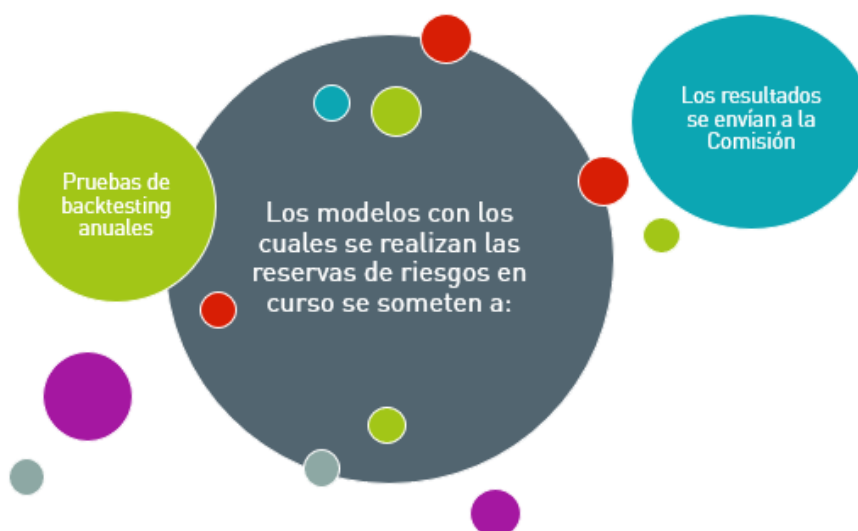 Los modelos con los
cuales se realizan las
reservas de riesgos en
curso se someten a:
Pruebas de
backtesting
anuales
Los resultados
se envían a la
Comisión